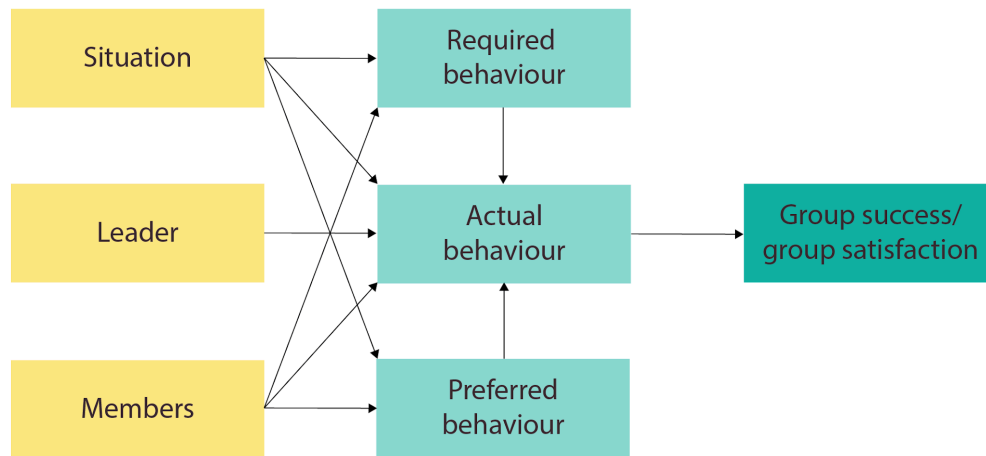 Situation
Required
behaviour
Leader
Actual
behaviour
Group success/
group satisfaction
Members
Preferred
behaviour